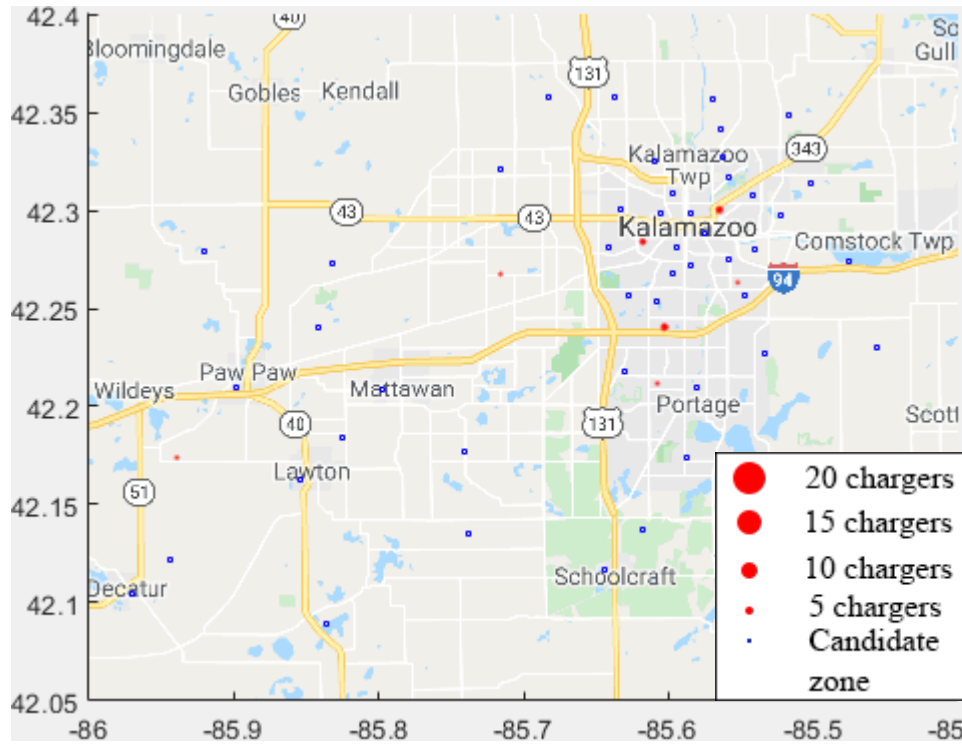 42.4
40
Bloomingdale
Sc
Gull
131
42.35
Gobles
Kendall
343
Kalamazoo
Twp
42.3
43
43
Kalamazoo
Comstock Twp
94
42.25
Paw Paw
Wildeys
Mattawan
42.2
Portage
131
Scott
40
Lawton
51
42.15
20 chargers
15 chargers
10 chargers
5 chargers
Candidate
zone
Decatur
42.1
Schoolcraft
42.05
-86
-85.9
-85.8
-85.7
-85.6
-85.5
-85